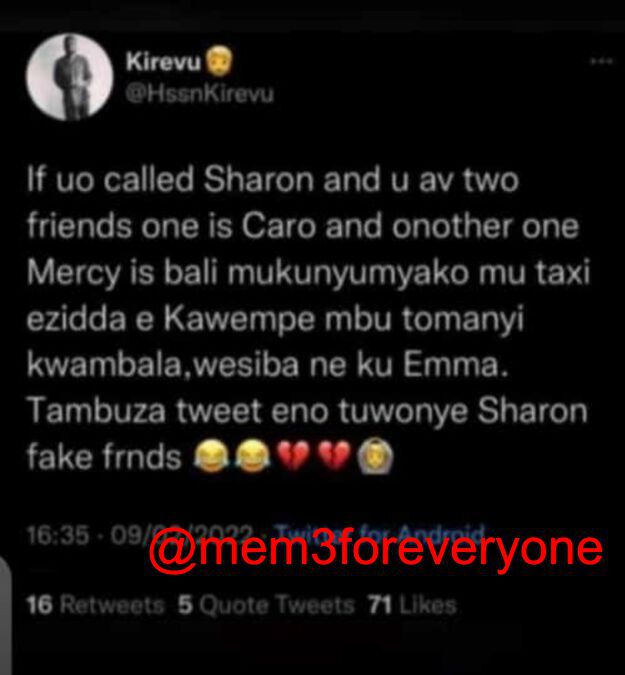 Kirevu
@HssnKirevu
If uo called Sharon and u av two
friends one is Caro and onother one
Mercy is bali mukunyumyako mu taxi
ezidda e Kawempe mbu tomanyi
kwambala,wesiba ne ku Emma.
Tambuza tweet eno tuwonye Sharon
fake frnds 😂😂💔💔🙆
16:35 · 09/ /2022 · Twitter for Android
@mem3foreveryone
16 Retweets 5 Quote Tweets 71 Likes